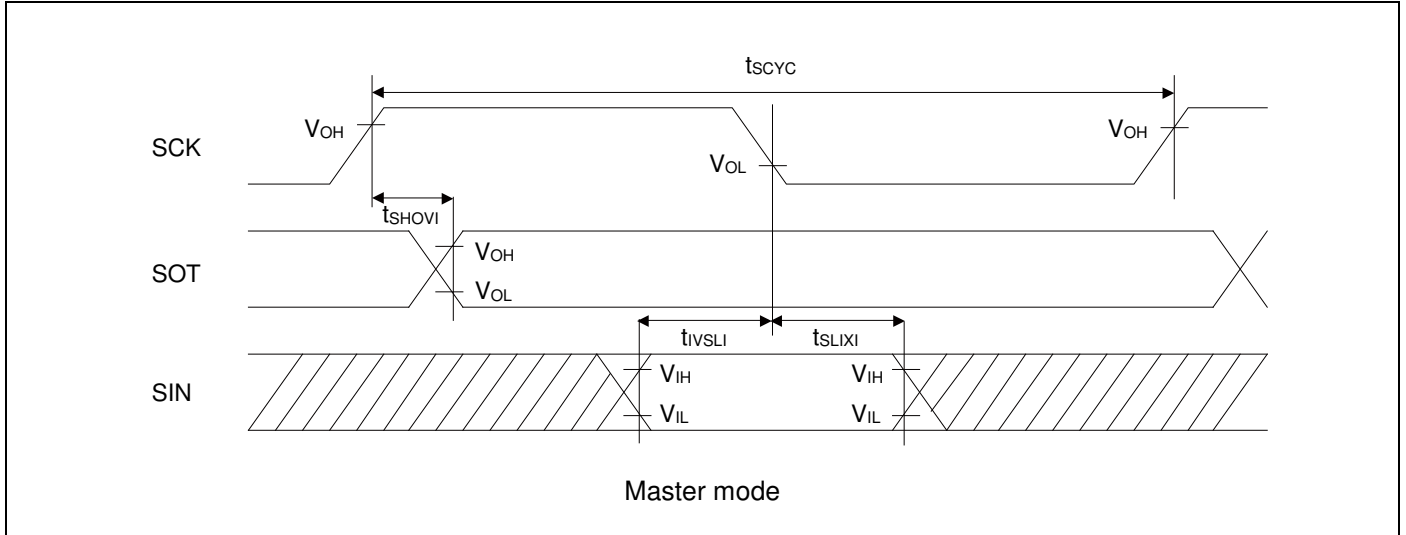 tSCYC
VOH
VOH
SCK
VOL
tSHOVI
VOH
SOT
VOL
tIVSLI
tSLIXI
VIH
VIH
SIN
VIL
VIL
Master mode